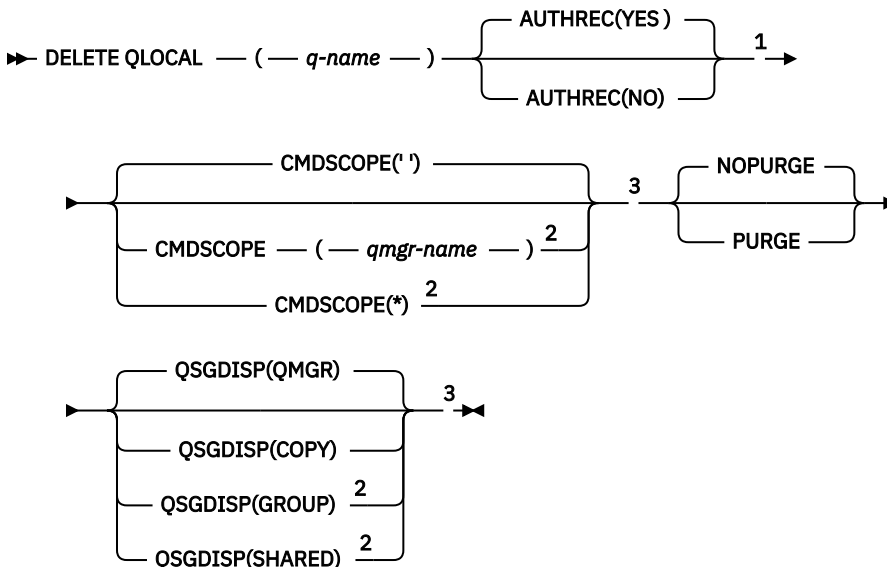 AUTHREC(YES )
DELETE QLOCAL ( q-name ) 1
AUTHREC(NO)
CMDSCOPE(' ') NOPURGE
3
CMDSCOPE ( qmgr-name ) 2 PURGE
CMDSCOPE(*) 2
QSGDISP(QMGR)
3
QSGDISP(COPY)
QSGDISP(GROUP) 2
QSGDISP(SHARED) 2